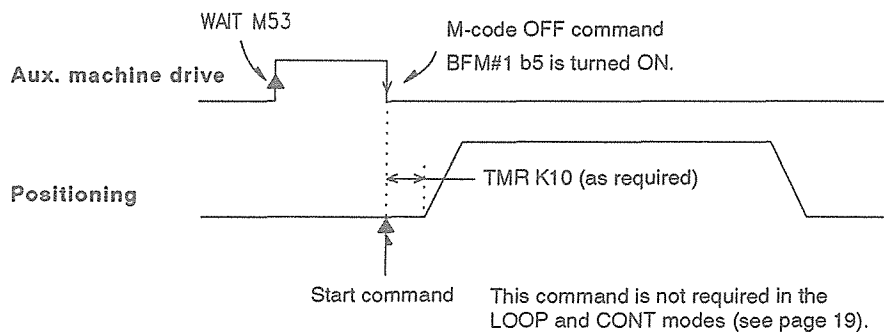 WAIT M53
M-code OFF command
BFM#1 b5 is turned ON.
Aux. machine drive
TMR K10 (as required)
Positioning
Start command
This command is not required in the
LOOP and CONT modes (see page 19).